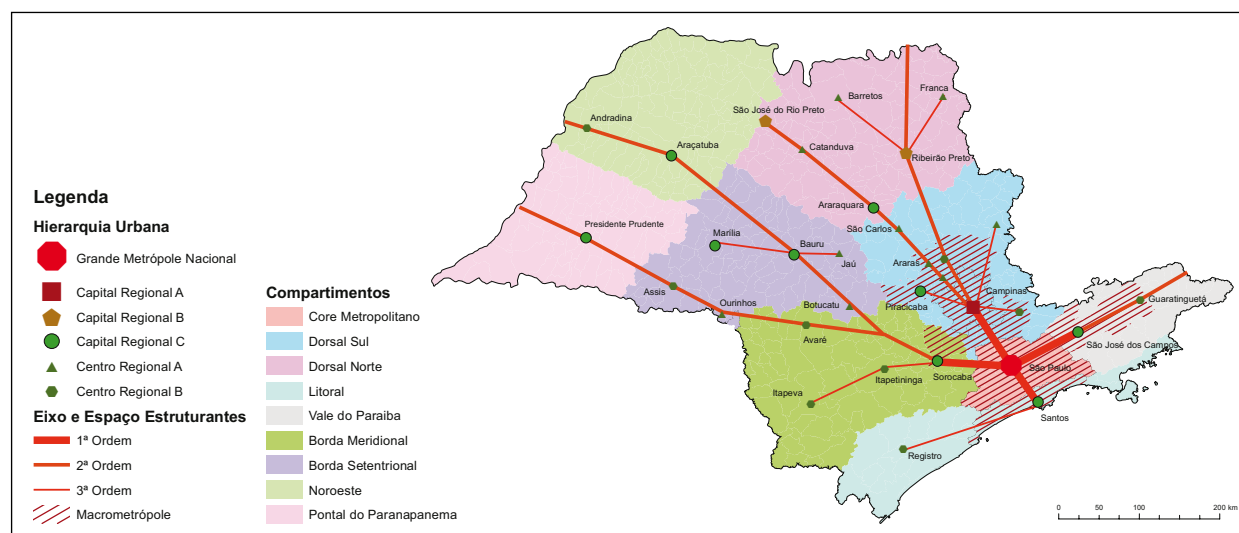 Legenda
Hierarquia Urbana
Grande Metrópole Nacional
Capital Regional A
Capital Regional B
Capital Regional C
Centro Regional A
Centro Regional B
Eixo e Espaço Estruturantes
1ª Ordem
2ª Ordem
3ª Ordem
Macrometrópole
Compartimentos
Core Metropolitano
Dorsal Sul
Dorsal Norte
Litoral
Vale do Paraiba
Borda Meridional
Borda Setentrional
Noroeste
Pontal do Paranapanema
Andradina
Araçatuba
São José do Rio Preto
Barretos
Franca
Catanduva
Ribeirão Preto
Presidente Prudente
Araraquara
São Carlos
Marilia
Bauru
Jaú
Araras
Assis
Ourinhos
Botucatu
Piracicaba
Campinas
Guaratinguetá
Avaré
São José dos Campos
Sorocaba
São Paulo
Itapetininga
Itapeva
Santos
Registro
0 50 100 200 km